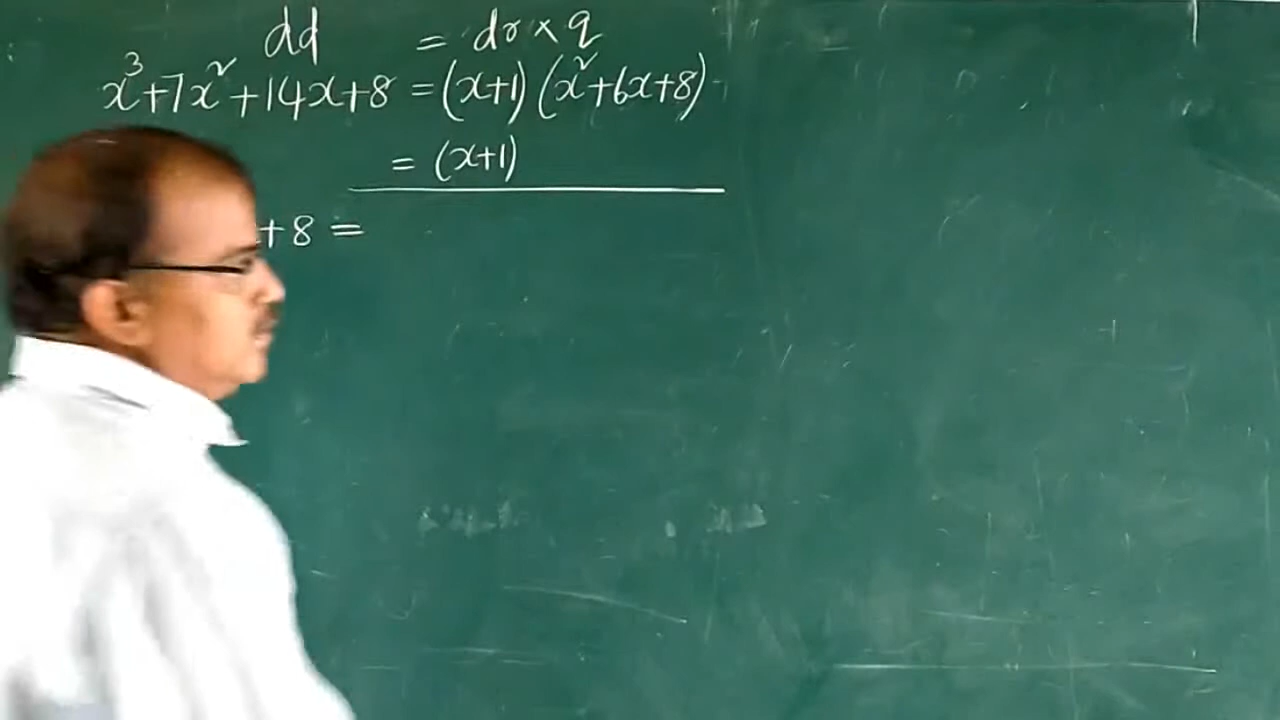 dd = dr × q
x³+7x²+14x+8 = (x+1) (x²+6x+8)
= (x+1)
+8 =